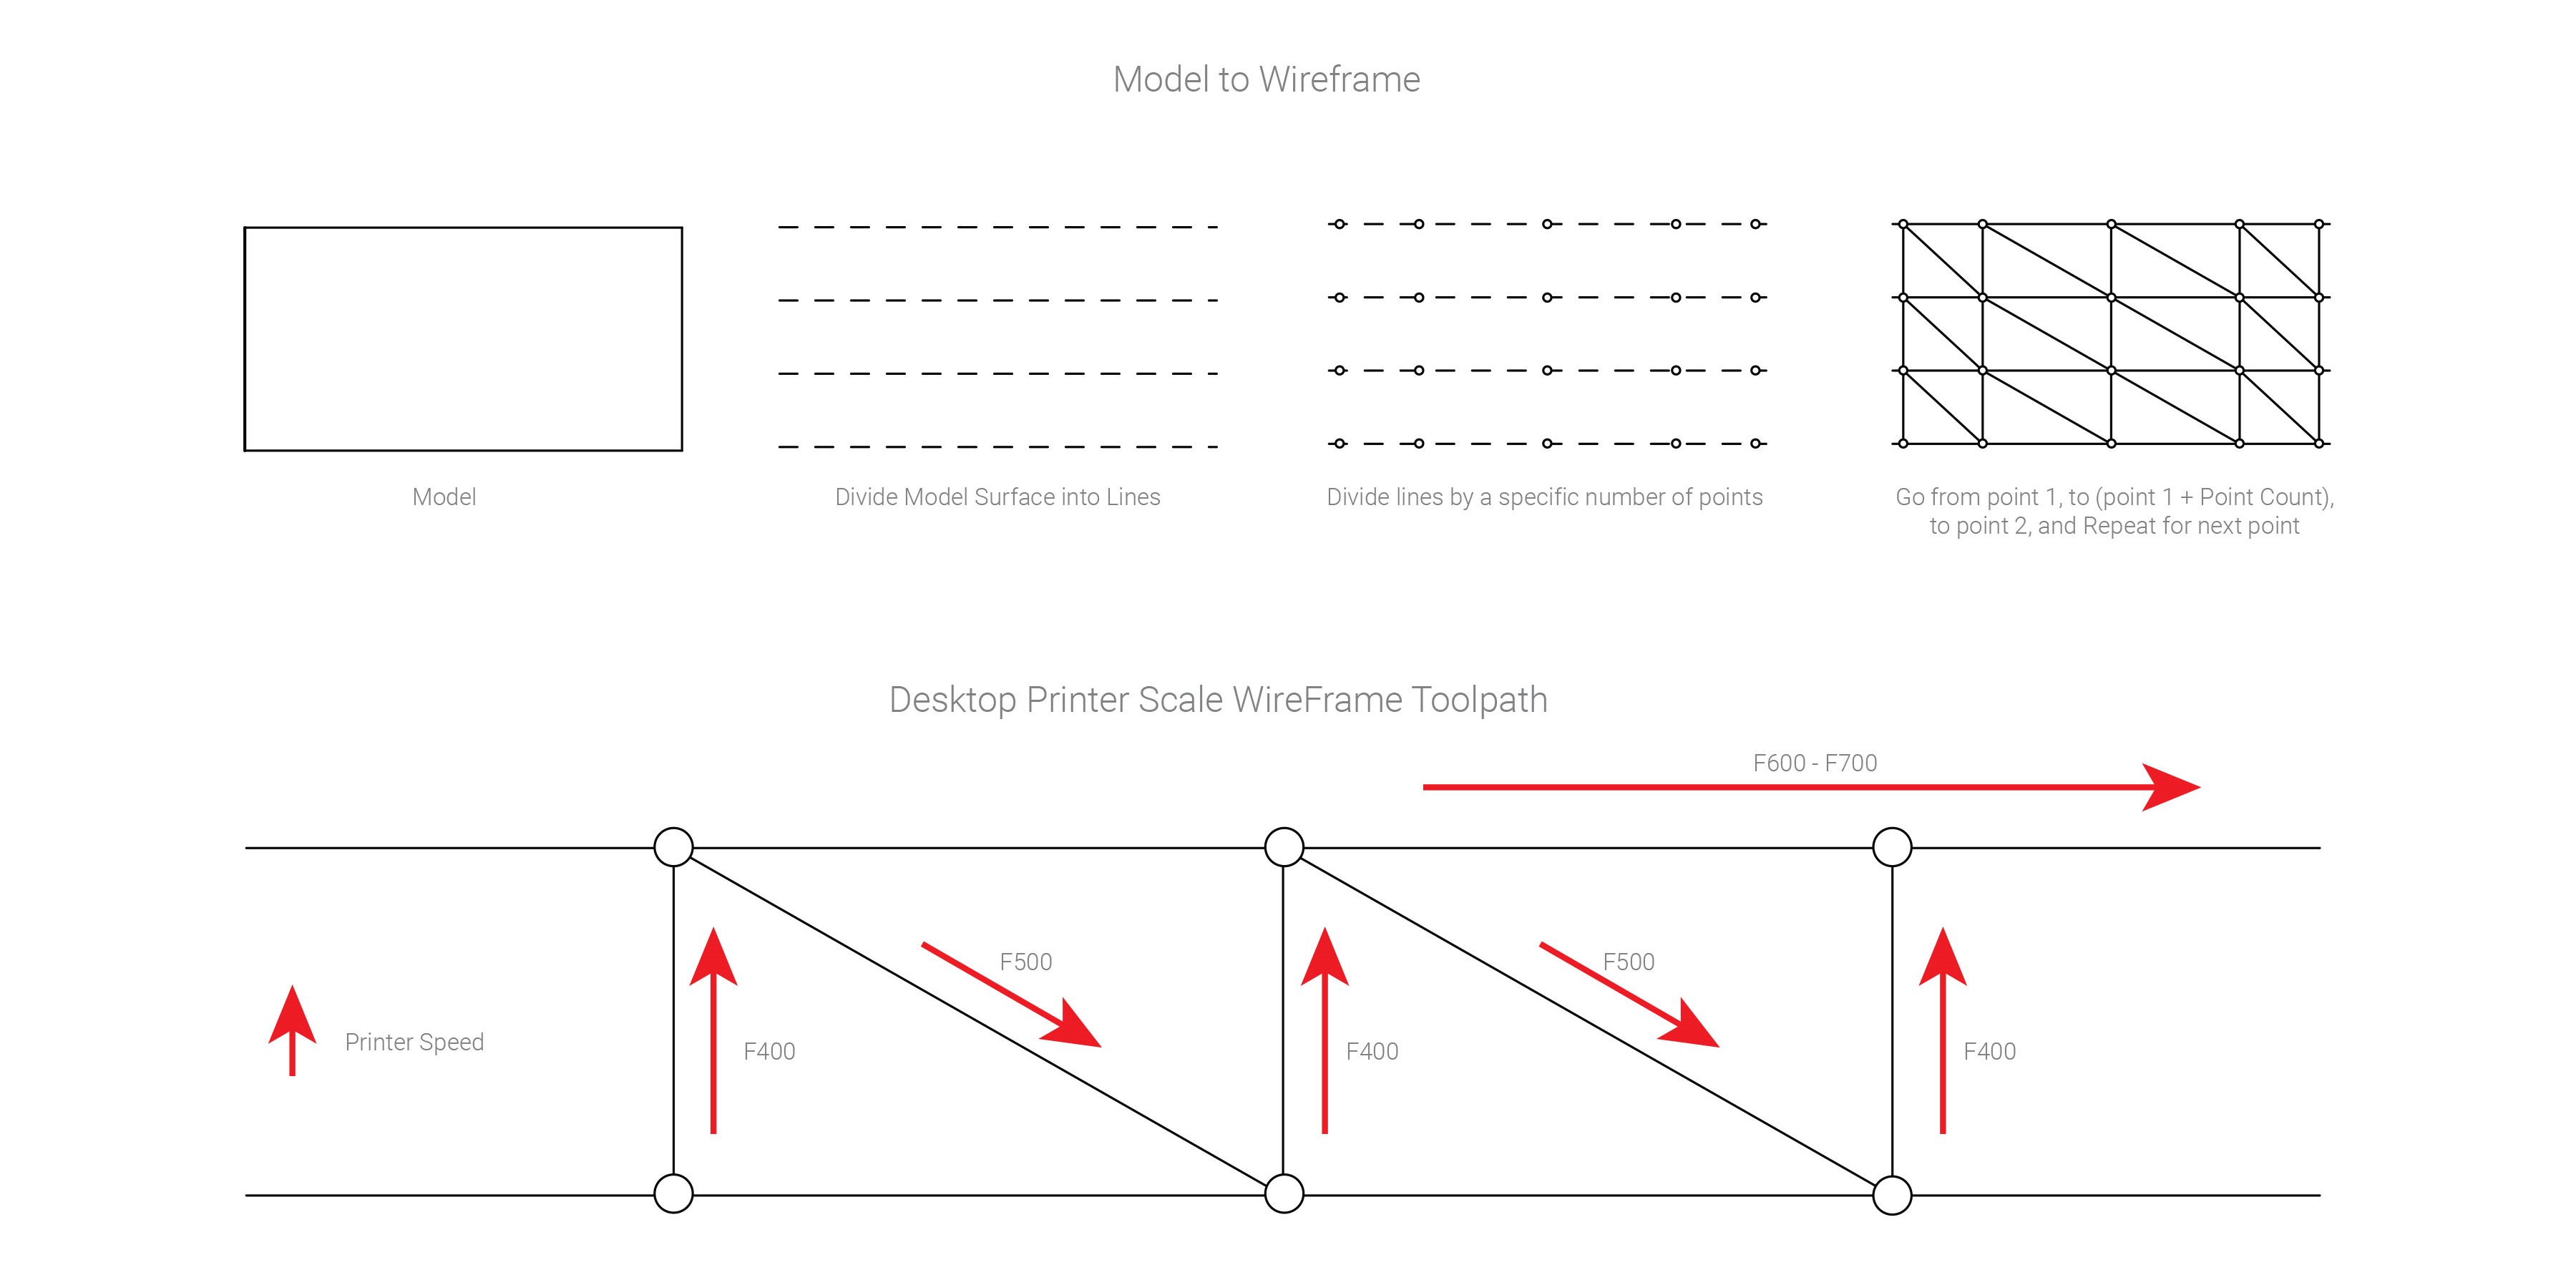 Model to Wireframe
Model
Divide Model Surface into Lines
Divide lines by a specific number of points
Go from point 1, to (point 1 + Point Count),
to point 2, and Repeat for next point
Desktop Printer Scale WireFrame Toolpath
F600 - F700
F500
F500
Printer Speed
F400
F400
F400